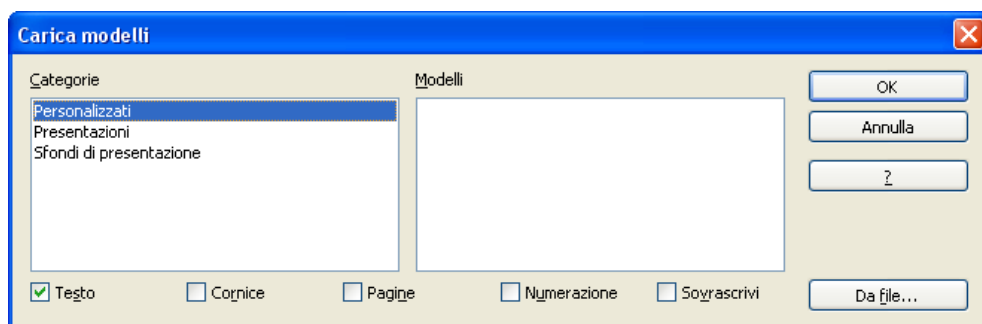 Carica modelli
Categorie
Modelli
Personalizzati
Presentazioni
Sfondi di presentazione
OK
Annulla
?
Testo
Cornice
Pagine
Numerazione
Sovrascrivi
Da file...